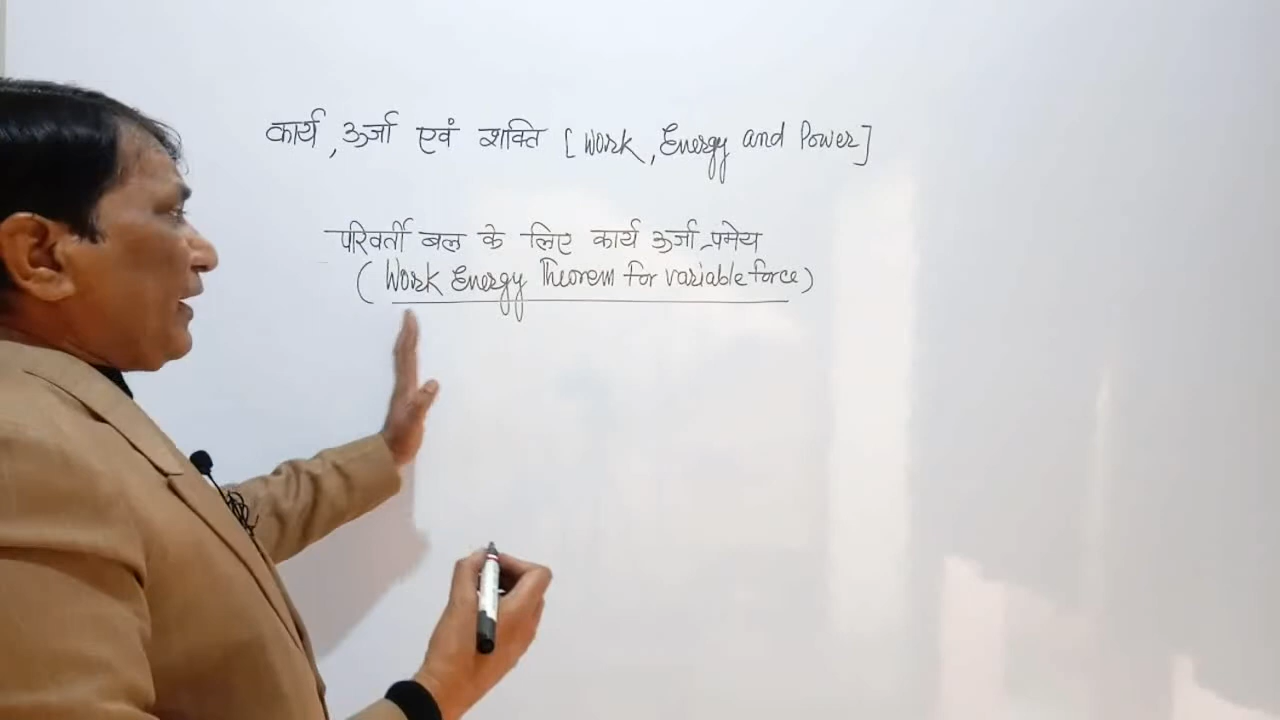 कार्य, ऊर्जा एवं शक्ति [Work, Energy and Power]
परिवर्ती बल के लिए कार्य ऊर्जा प्रमेय
(Work Energy Theorem for variable force)